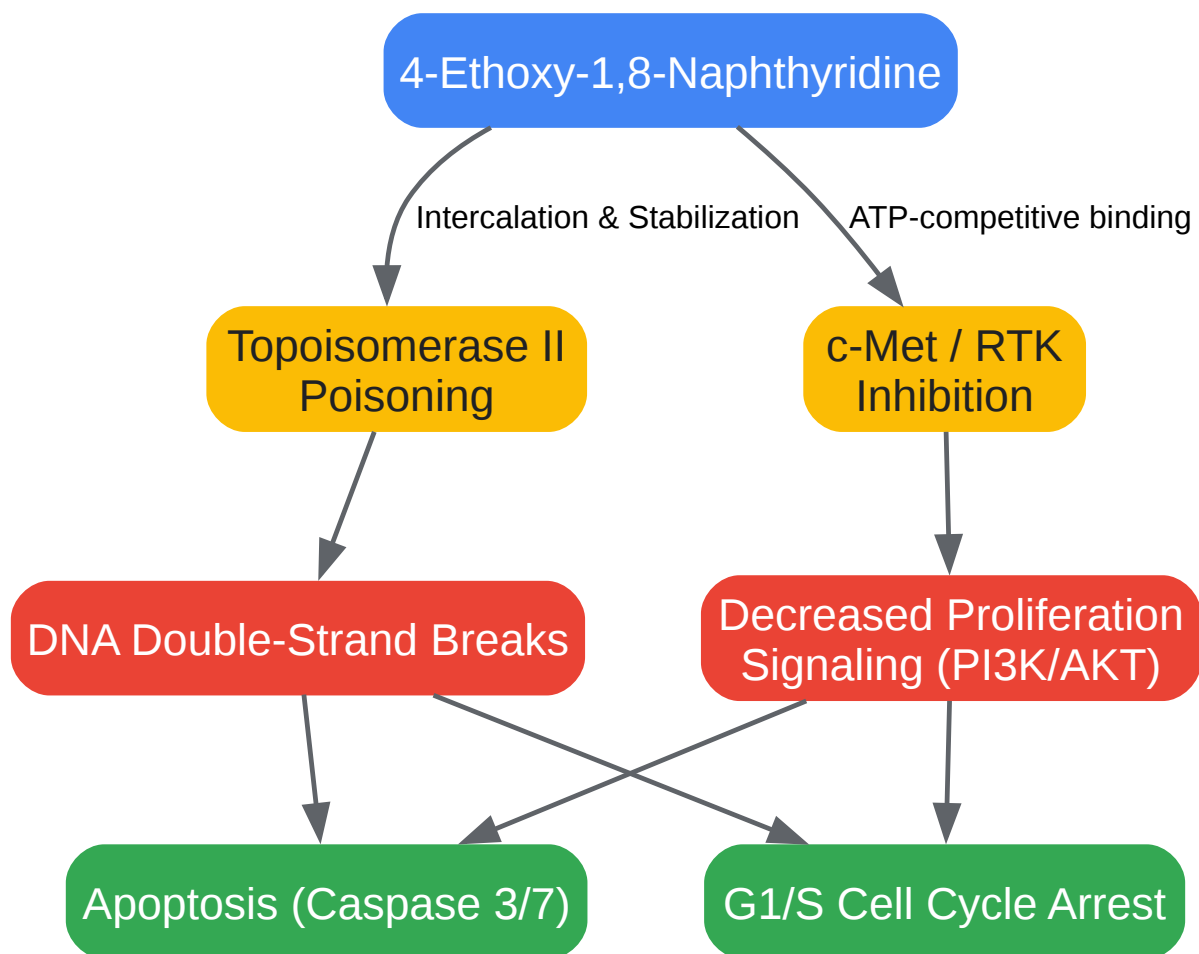 4-Ethoxy-1,8-Naphthyridine
Intercalation & Stabilization
ATP-competitive binding
Topoisomerase II
Poisoning
c-Met / RTK
Inhibition
DNA Double-Strand Breaks
Decreased Proliferation
Signaling (PI3K/AKT)
Apoptosis (Caspase 3/7)
G1/S Cell Cycle Arrest